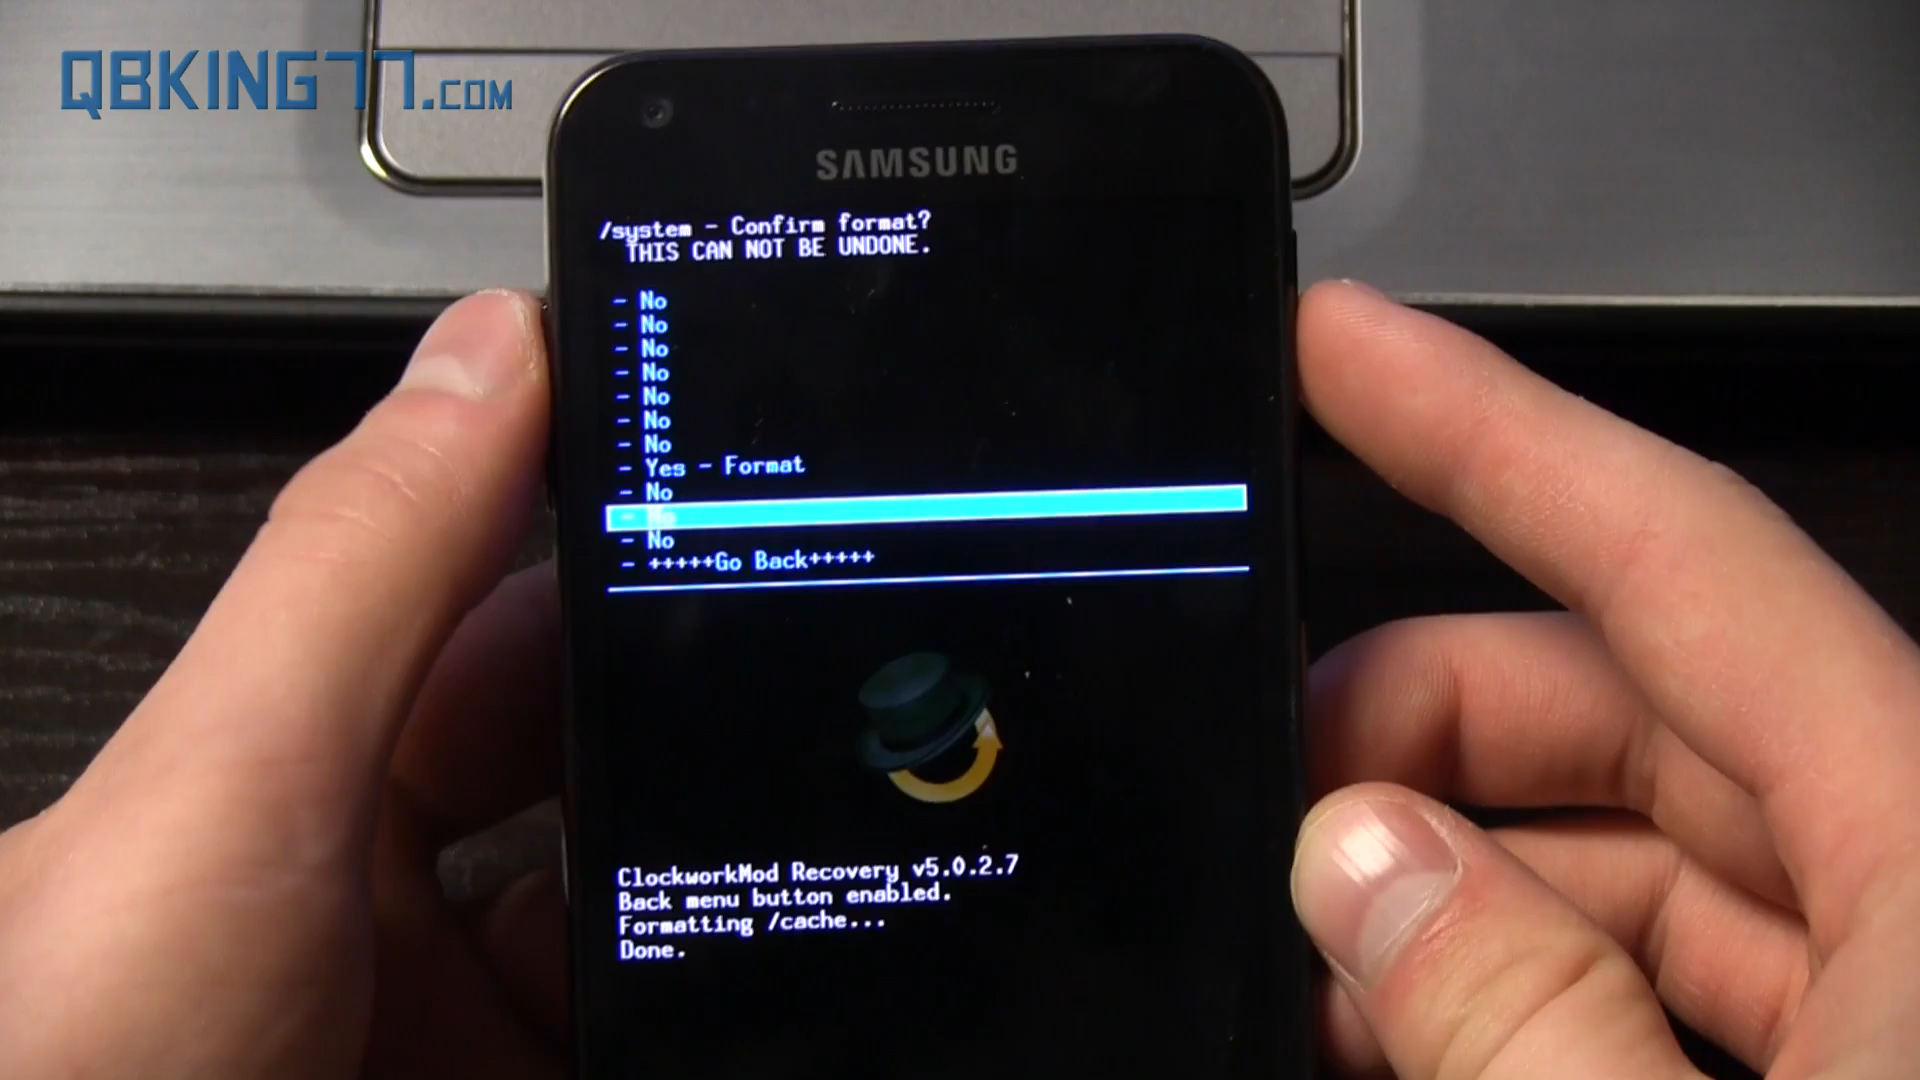 QBKING77.COM
SAMSUNG
/system - Confirm format?
THIS CAN NOT BE UNDONE.
- No
- No
- No
- No
- No
- No
- No
- Yes - Format
- No
- No
- No
- +++++Go Back+++++
ClockworkMod Recovery v5.0.2.7
Back menu button enabled.
Formatting /cache...
Done.